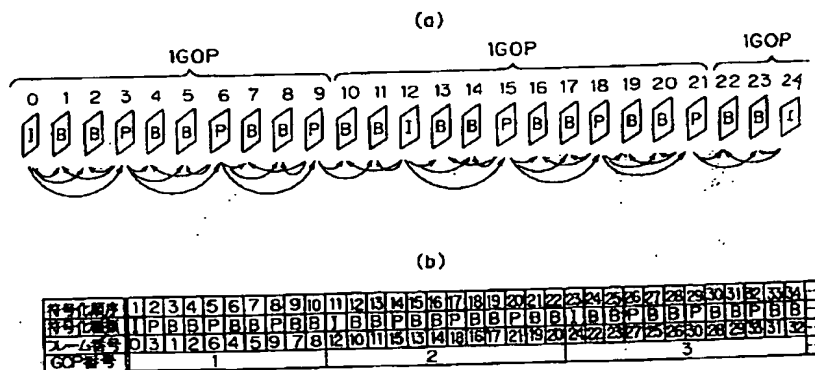 (a)
1GOP 1GOP 1GOP
0 1 2 3 4 5 6 7 8 9 10 11 12 13 14 15 16 17 18 19 20 21 22 23 24
I B B P B B P B B P B B I B B P B B P B B P B B I
(b)
符号化順序 1 2 3 4 5 6 7 8 9 10 11 12 13 14 15 16 17 18 19 20 21 22 23 24 25 26 27 28 29 30 31 32 33 34
符号化 I P B B P B B P B B I B B P B B P B B P B B I B B P B B P B B P B B
フレーム番号 0 3 1 2 6 4 5 9 7 8 12 10 11 15 13 14 18 16 17 21 19 20 24 22 23 27 25 26 30 28 29 33 31 32
GOP番号 1 2 3